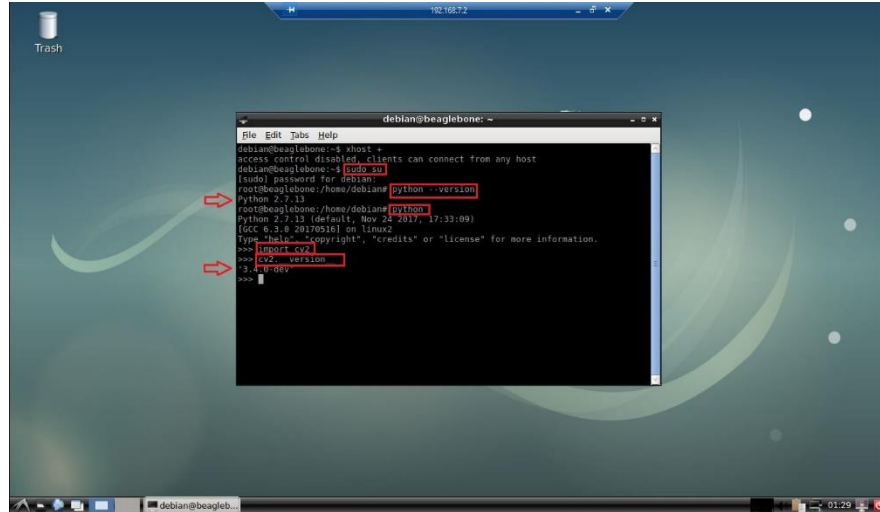 192.168.7.2
Trash
debian@beaglebone: ~
File Edit Tabs Help
debian@beaglebone:~$ xhost +
access control disabled, clients can connect from any host
debian@beaglebone:~$ sudo su
[sudo] password for debian:
root@beaglebone:/home/debian# python --version
Python 2.7.13
root@beaglebone:/home/debian# python
Python 2.7.13 (default, Nov 24 2017, 17:33:09)
[GCC 6.3.0 20170516] on linux2
Type "help", "copyright", "credits" or "license" for more information.
>>> import cv2
>>> cv2.__version__
'3.4.0-dev'
>>>
debian@beagleb...
01:29